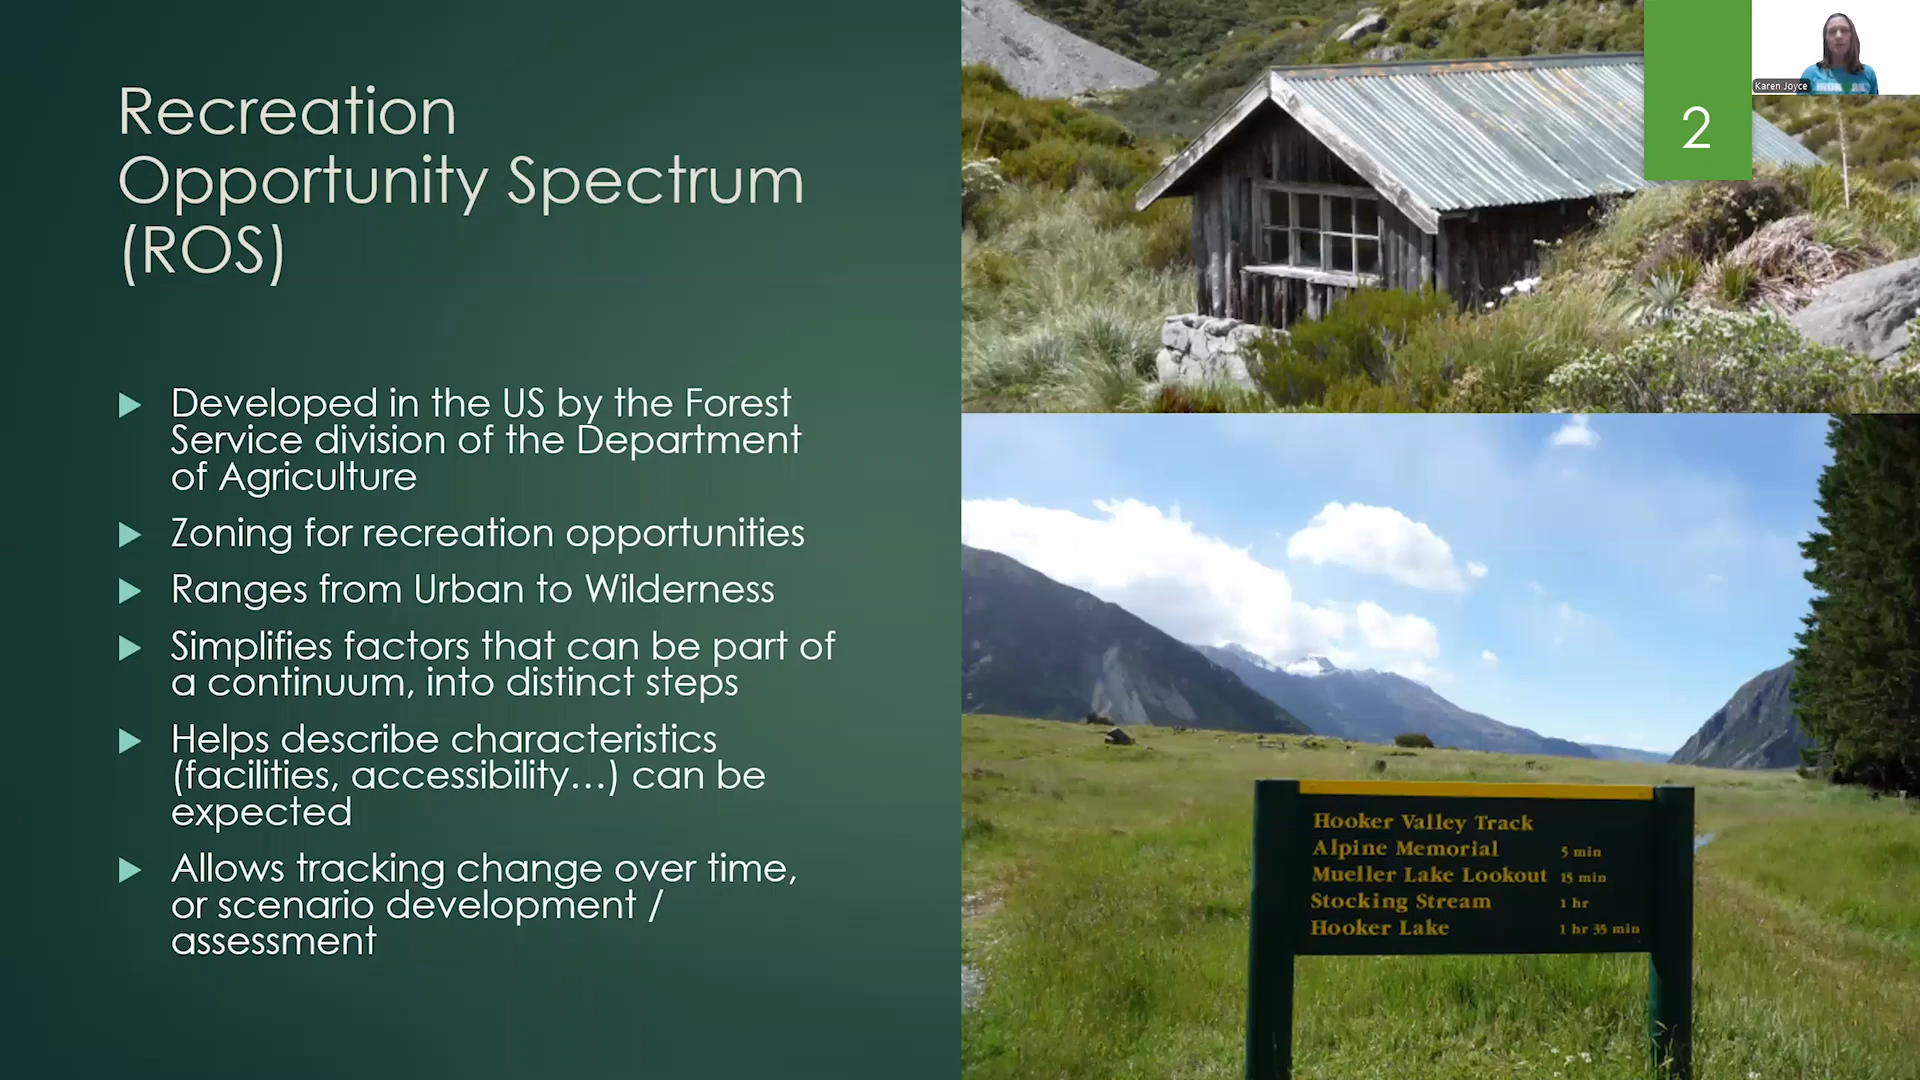 Recreation
Opportunity Spectrum
(ROS)
Developed in the US by the Forest
Service division of the Department
of Agriculture
Zoning for recreation opportunities
Ranges from Urban to Wilderness
Simplifies factors that can be part of
a continuum, into distinct steps
Helps describe characteristics
(facilities, accessibility...) can be
expected
Allows tracking change over time,
or scenario development /
assessment
2
Karen Joyce
Hooker Valley Track
Alpine Memorial 5 min
Mueller Lake Lookout 15 min
Stocking Stream 1 hr
Hooker Lake 1 hr 35 min